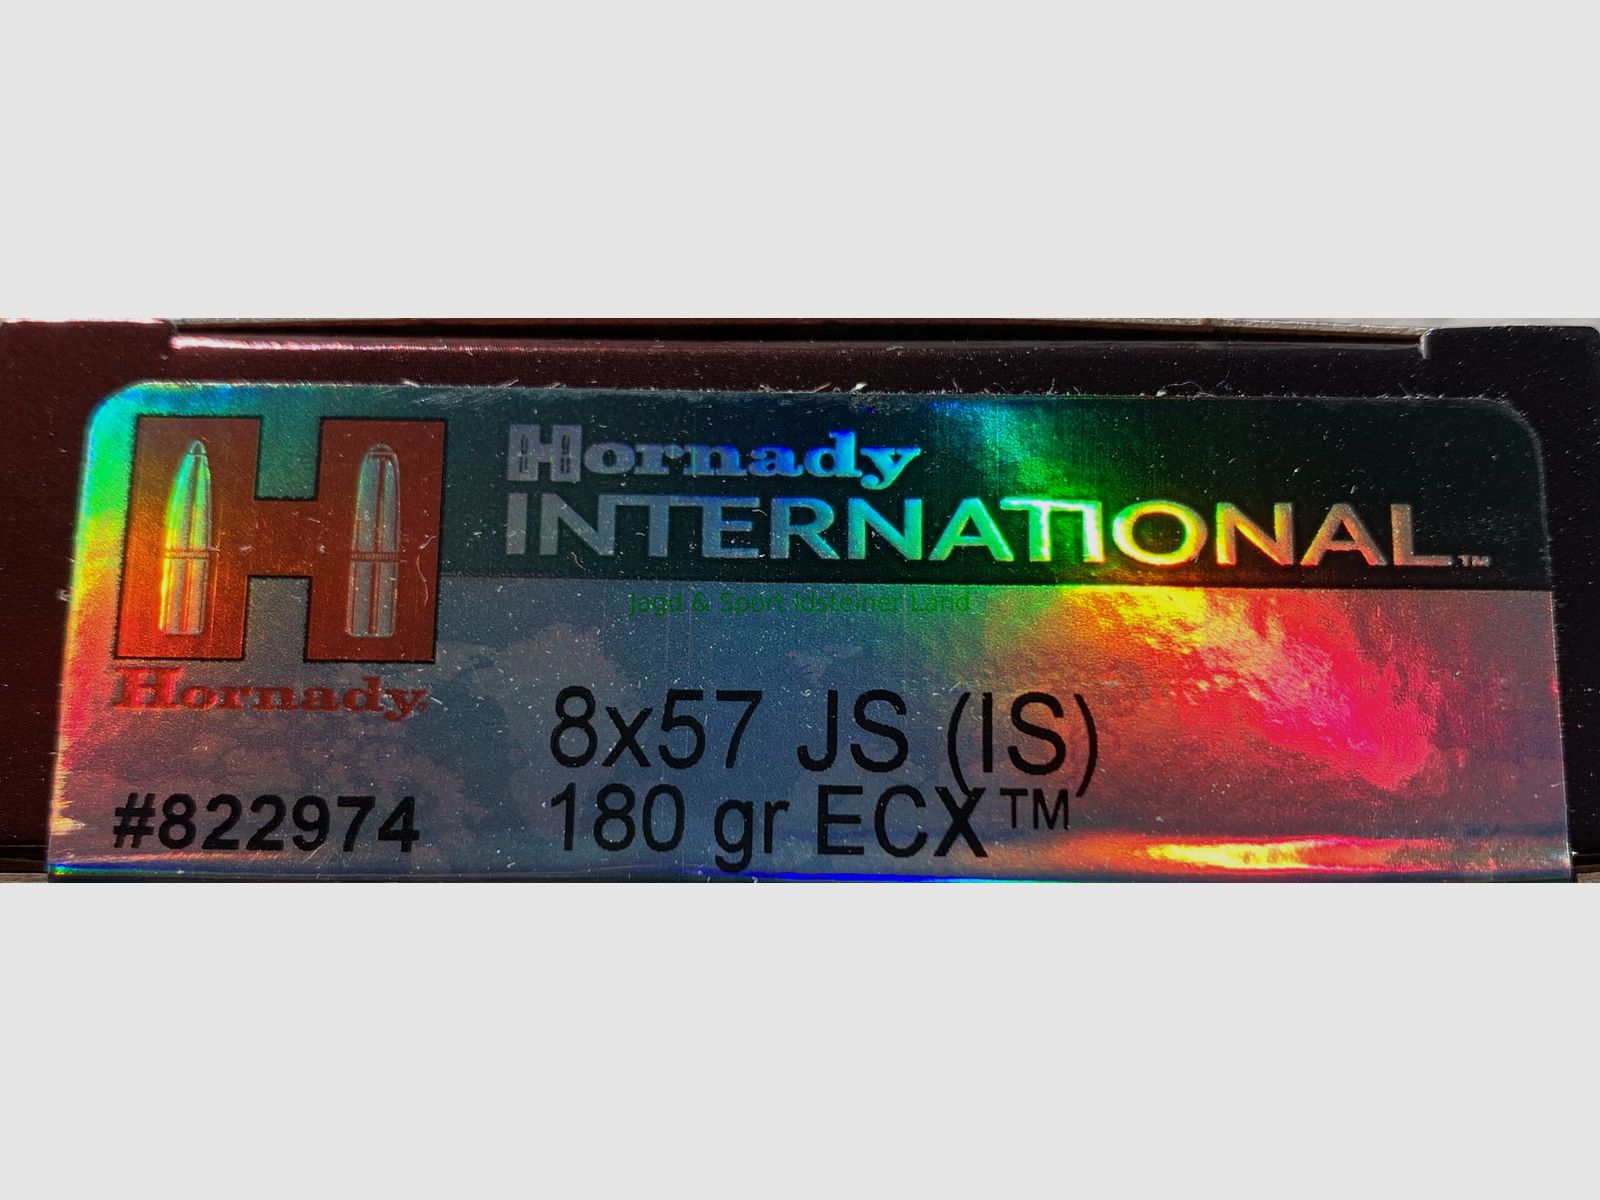 Hornady
INTERNATIONAL™
Jagd & Sport Idsteiner Land
Hornady
8x57 JS (IS)
#822974
180 gr ECX™